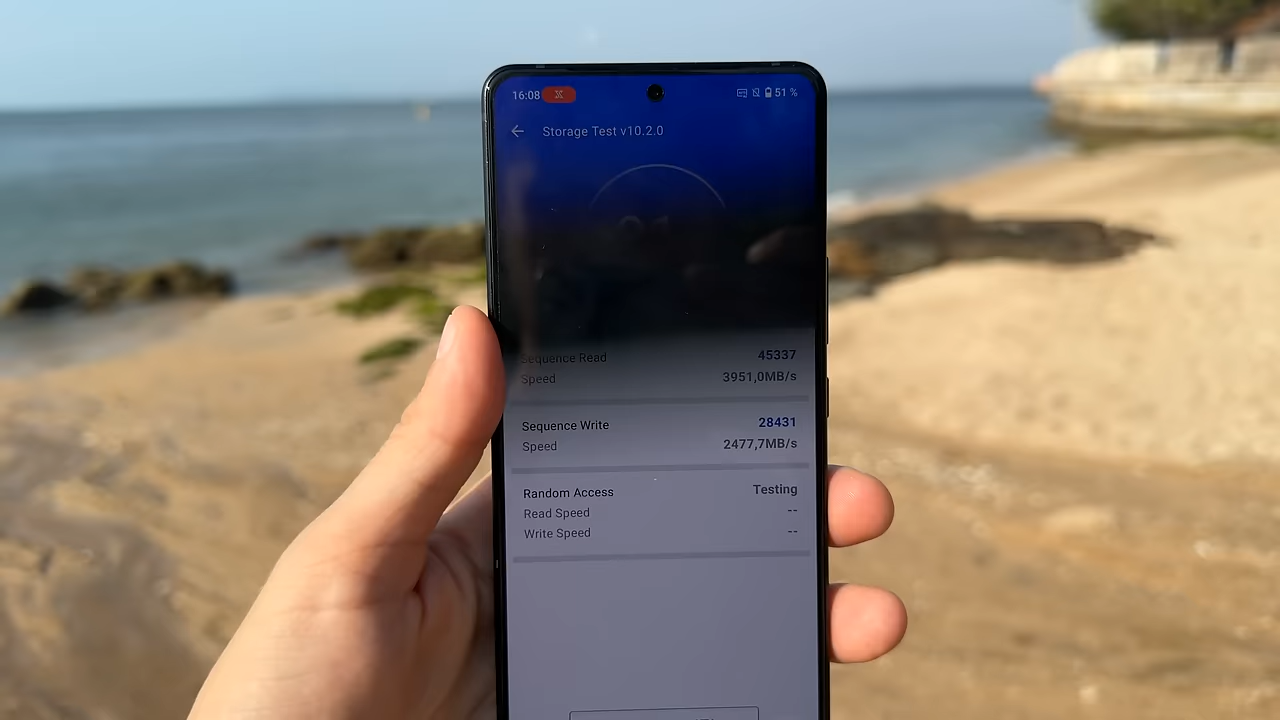 16:08 51 %
Storage Test v10.2.0
Sequence Read 45337
Speed 3951,0MB/s
Sequence Write 28431
Speed 2477,7MB/s
Random Access Testing
Read Speed --
Write Speed --